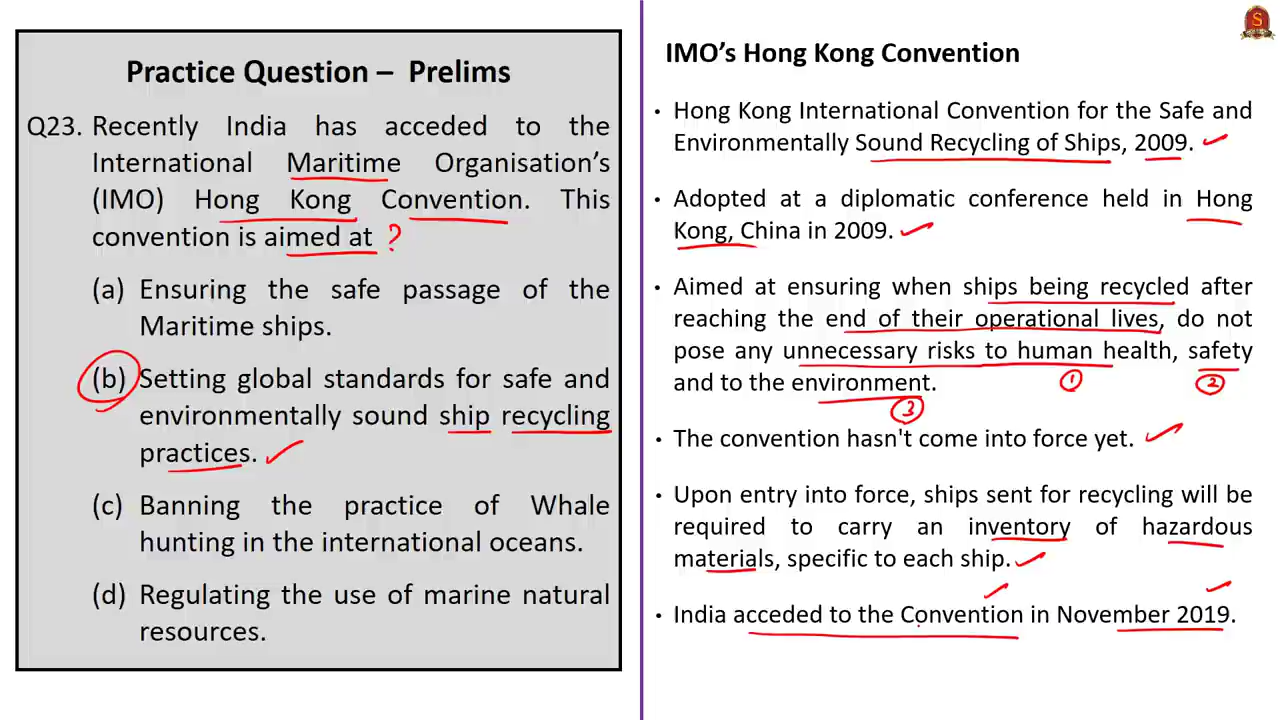 Practice Question – Prelims
Q23. Recently India has acceded to the
International Maritime Organisation's
(IMO) Hong Kong Convention. This
convention is aimed at ?
(a) Ensuring the safe passage of the
Maritime ships.
(b) Setting global standards for safe and
environmentally sound ship recycling
practices.
(c) Banning the practice of Whale
hunting in the international oceans.
(d) Regulating the use of marine natural
resources.
S
IMO's Hong Kong Convention
• Hong Kong International Convention for the Safe and
Environmentally Sound Recycling of Ships, 2009.
• Adopted at a diplomatic conference held in Hong
Kong, China in 2009.
• Aimed at ensuring when ships being recycled after
reaching the end of their operational lives, do not
pose any unnecessary risks to human health, safety
and to the environment.
1 2
3
• The convention hasn't come into force yet.
• Upon entry into force, ships sent for recycling will be
required to carry an inventory of hazardous
materials, specific to each ship.
• India acceded to the Convention in November 2019.